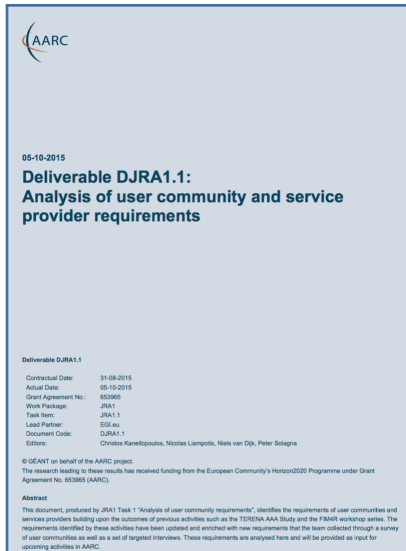 AARC
05-10-2015
Deliverable DJRA1.1:
Analysis of user community and service
provider requirements
Deliverable DJRA1.1
Contractual Date: 31-08-2015
Actual Date: 05-10-2015
Grant Agreement No.: 653965
Work Package: JRA1
Task Item: JRA1.1
Lead Partner: EGI.eu
Document Code: DJRA1.1
Editors: Christos Kanellopoulos, Nicolas Liampotis, Niels van Dijk, Peter Solagna
© GÉANT on behalf of the AARC project.
The research leading to these results has received funding from the European Community's Horizon2020 Programme under Grant
Agreement No. 653965 (AARC).
Abstract
This document, produced by JRA1 Task 1 "Analysis of user community requirements", identifies the requirements of user communities and
services providers building upon the outcomes of previous activities such as the TERENA AAA Study and the FIM4R workshop series. The
requirements identified by these activities have been updated and enriched with new requirements that the team collected through a survey
of user communities as well as a set of targeted interviews. These requirements are analysed here and will be provided as input for
upcoming activities in AARC.